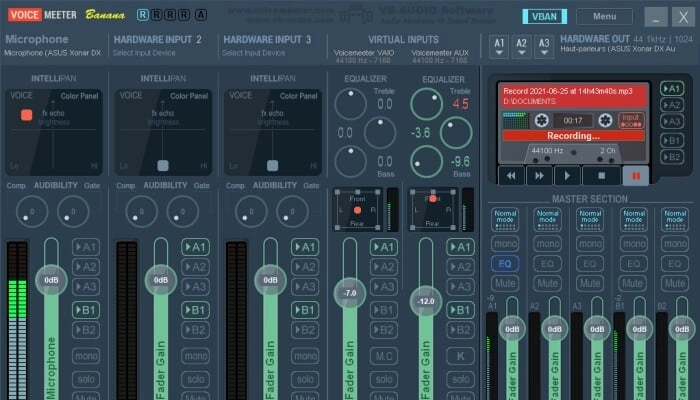 VOICE MEETER Banana R R R R A
www.voicemeeter.com
VB-AUDIO Software
Audio Mechanic & Sound Breeder
VBAN Menu
Microphone
Microphone (ASUS Xonar DX
HARDWARE INPUT 2
Select Input Device
HARDWARE INPUT 3
Select Input Device
VIRTUAL INPUTS
Voicemeeter VAIO
44100 Hz - 7168
Voicemeeter AUX
44100 Hz - 7168
A1 A2 A3
HARDWARE OUT 44.1kHz | 1024
Haut-parleurs (ASUS Xonar DX Au
INTELLIPAN
VOICE Color Panel
fx echo
brightness
Lo Hi
INTELLIPAN
VOICE Color Panel
fx echo
brightness
Lo Hi
INTELLIPAN
VOICE Color Panel
fx echo
brightness
Lo Hi
EQUALIZER
Treble
0.0
0.0
0.0
Bass
EQUALIZER
Treble
4.5
-3.6
-9.6
Bass
Record 2021-06-25 at 14h43m40s.mp3
D:\DOCUMENTS
00:17
input
Recording...
44100 Hz 2 Ch
A1
A2
A3
B1
B2
Comp. AUDIBILITY Gate
0 0
Comp. AUDIBILITY Gate
0 0
Comp. AUDIBILITY Gate
0 0
Front
L R
Rear
Front
L R
Rear
MASTER SECTION
Normal mode Normal mode Normal mode Normal mode Normal mode
mono mono mono mono mono
EQ EQ EQ EQ EQ
Mute Mute Mute Mute Mute
0dB
Microphone
A1
A2
A3
B1
B2
mono
solo
0dB
Fader Gain
A1
A2
A3
B1
B2
mono
solo
0dB
Fader Gain
A1
A2
A3
B1
B2
mono
solo
-7.0
Fader Gain
A1
A2
A3
B1
B2
M.C
solo
-12.0
Fader Gain
A1
A2
A3
B1
B2
K
solo
-9
A1
0dB
Fader Gain
A2
0dB
Fader Gain
A3
0dB
Fader Gain
-2
B1
0dB
Fader Gain
B2
0dB
Fader Gain